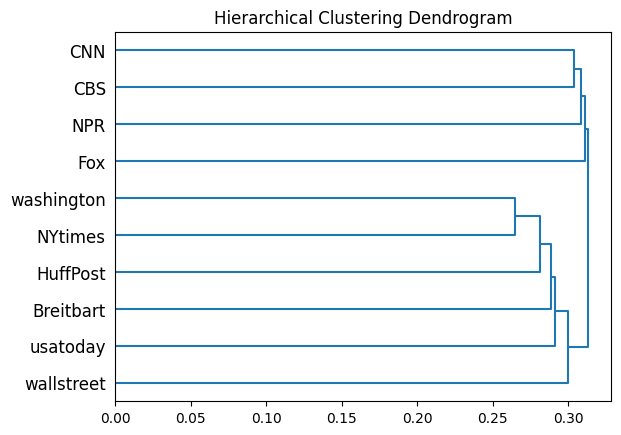 Hierarchical Clustering Dendrogram
CNN
CBS
NPR
Fox
washington
NYtimes
HuffPost
Breitbart
usatoday
wallstreet
0.00 0.05 0.10 0.15 0.20 0.25 0.30